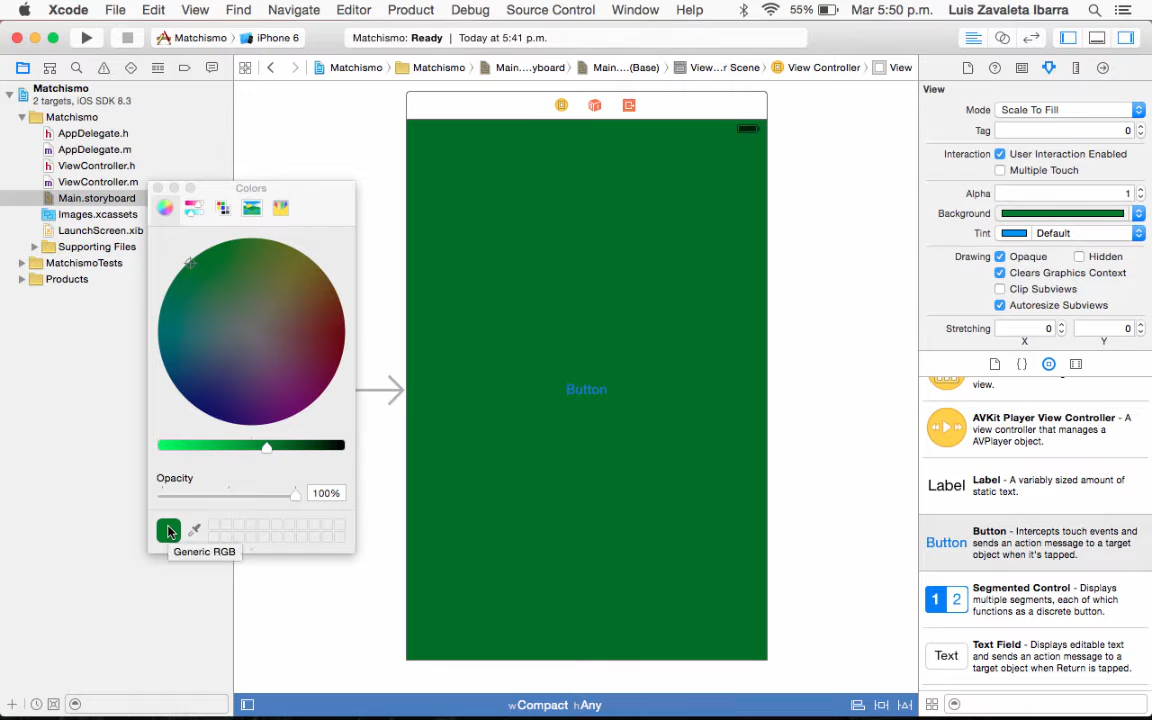 Xcode File Edit View Find Navigate Editor Product Debug Source Control Window Help 55% Mar 5:50 p.m. Luis Zavaleta Ibarra
Matchismo iPhone 6 Matchismo: Ready Today at 5:41 p.m.
Matchismo Matchismo Main....yboard Main....(Base) View...r Scene View Controller View
Matchismo
2 targets, iOS SDK 8.3
Matchismo
h AppDelegate.h
m AppDelegate.m
h ViewController.h
m ViewController.m
Main.storyboard
Images.xcassets
LaunchScreen.xib
Supporting Files
MatchismoTests
Products
Colors
Opacity
100%
Generic RGB
Button
wCompact hAny
View
Mode Scale To Fill
Tag 0
Interaction User Interaction Enabled
Multiple Touch
Alpha 1
Background
Tint Default
Drawing Opaque Hidden
Clears Graphics Context
Clip Subviews
Autoresize Subviews
Stretching 0 0
X Y
view.
AVKit Player View Controller - A
view controller that manages a
AVPlayer object.
Label Label - A variably sized amount of
static text.
Button Button - Intercepts touch events and
sends an action message to a target
object when it's tapped.
1 2 Segmented Control - Displays
multiple segments, each of which
functions as a discrete button.
Text Text Field - Displays editable text
and sends an action message to a
target object when Return is tapped.